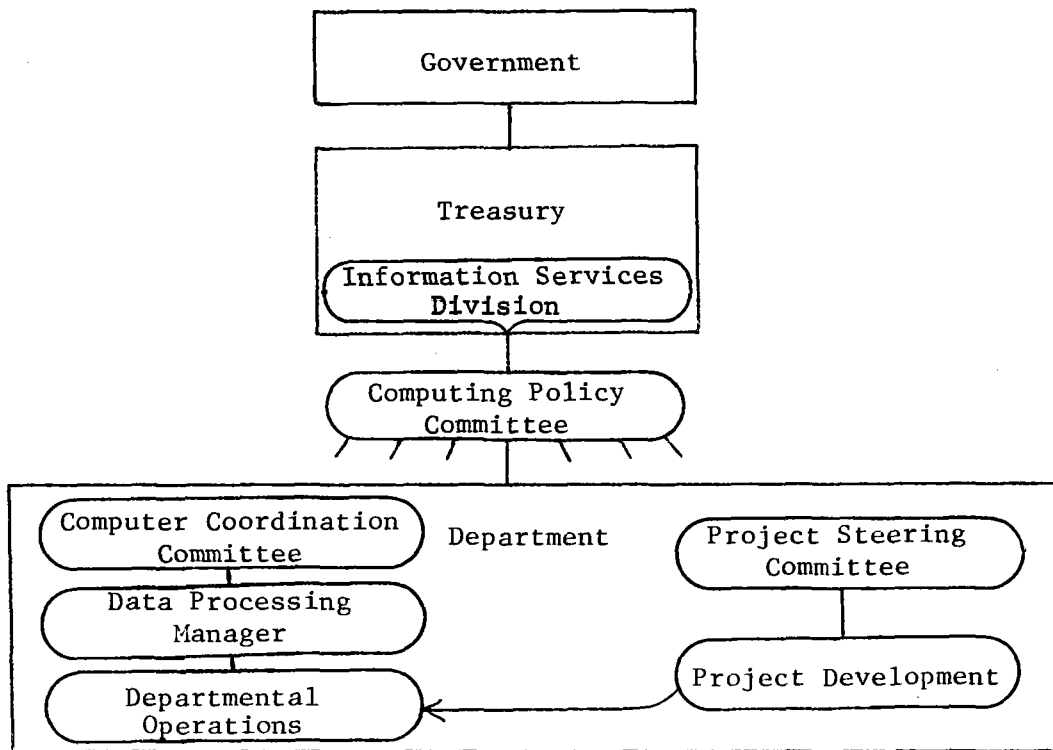 Government
Treasury
Information Services
Division
Computing Policy
Committee
Computer Coordination
Committee
Department
Project Steering
Committee
Data Processing
Manager
Project Development
Departmental
Operations